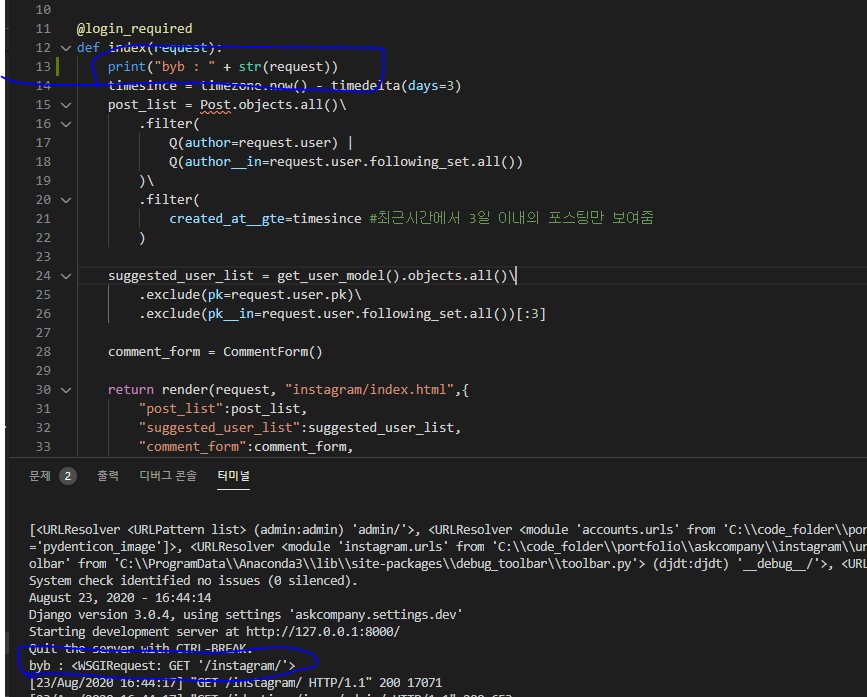 10
11 @login_required
12 def index(request):
13 print("byb : " + str(request))
14 timesince = timezone.now() - timedelta(days=3)
15 post_list = Post.objects.all()\
16 .filter(
17 Q(author=request.user) |
18 Q(author__in=request.user.following_set.all())
19 )\
20 .filter(
21 created_at__gte=timesince #최근시간에서 3일 이내의 포스팅만 보여줌
22 )
23
24 suggested_user_list = get_user_model().objects.all()\
25 .exclude(pk=request.user.pk)\
26 .exclude(pk__in=request.user.following_set.all())[:3]
27
28 comment_form = CommentForm()
29
30 return render(request, "instagram/index.html",{
31 "post_list":post_list,
32 "suggested_user_list":suggested_user_list,
33 "comment_form":comment_form,
문제 2 출력 디버그 콘솔 터미널
[<URLResolver <URLPattern list> (admin:admin) 'admin/'>, <URLResolver <module 'accounts.urls' from 'C:\\code_folder\\por
='pydenticon_image']>, <URLResolver <module 'instagram.urls' from 'C:\\code_folder\\portfolio\\askcompany\\instagram\\ur
olbar' from 'C:\\ProgramData\\Anaconda3\\lib\\site-packages\\debug_toolbar\\toolbar.py'> (djdt:djdt) '__debug__/'>, <URL
System check identified no issues (0 silenced).
August 23, 2020 - 16:44:14
Django version 3.0.4, using settings 'askcompany.settings.dev'
Starting development server at http://127.0.0.1:8000/
Quit the server with CTRL-BREAK.
byb : <WSGIRequest: GET '/instagram/'>
[23/Aug/2020 16:44:17] "GET /instagram/ HTTP/1.1" 200 17071